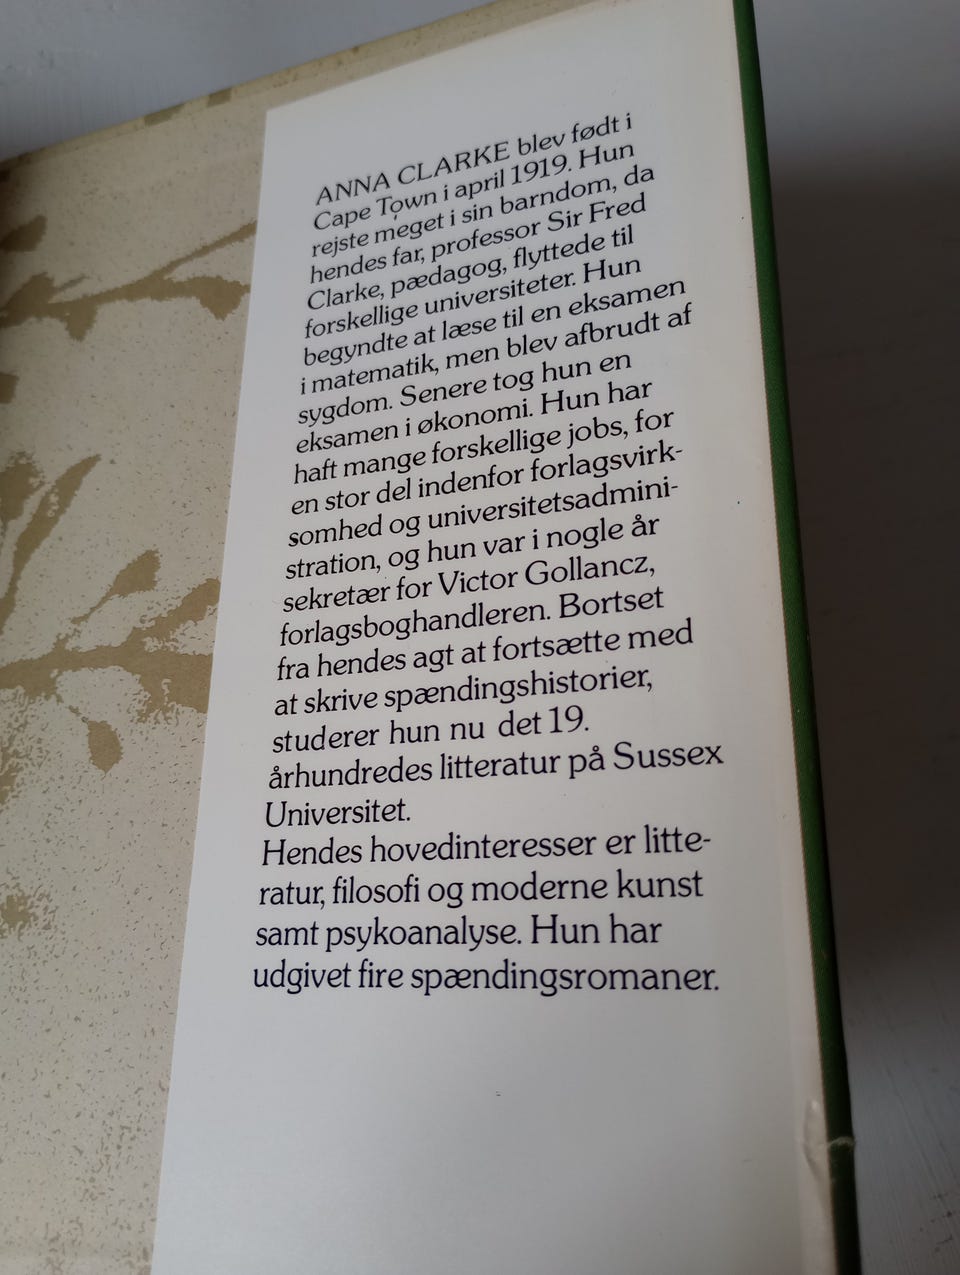 ANNA CLARKE blev født i
Cape Town i april 1919. Hun
rejste meget i sin barndom, da
hendes far, professor Sir Fred
Clarke, pædagog, flyttede til
forskellige universiteter. Hun
begyndte at læse til en eksamen
i matematik, men blev afbrudt af
sygdom. Senere tog hun en
eksamen i økonomi. Hun har
haft mange forskellige jobs, for
en stor del indenfor forlagsvirk-
somhed og universitetsadmini-
stration, og hun var i nogle år
sekretær for Victor Gollancz,
forlagsboghandleren. Bortset
fra hendes agt at fortsætte med
at skrive spændingshistorier,
studerer hun nu det 19.
århundredes litteratur på Sussex
Universitet.
Hendes hovedinteresser er litte-
ratur, filosofi og moderne kunst
samt psykoanalyse. Hun har
udgivet fire spændingsromaner.